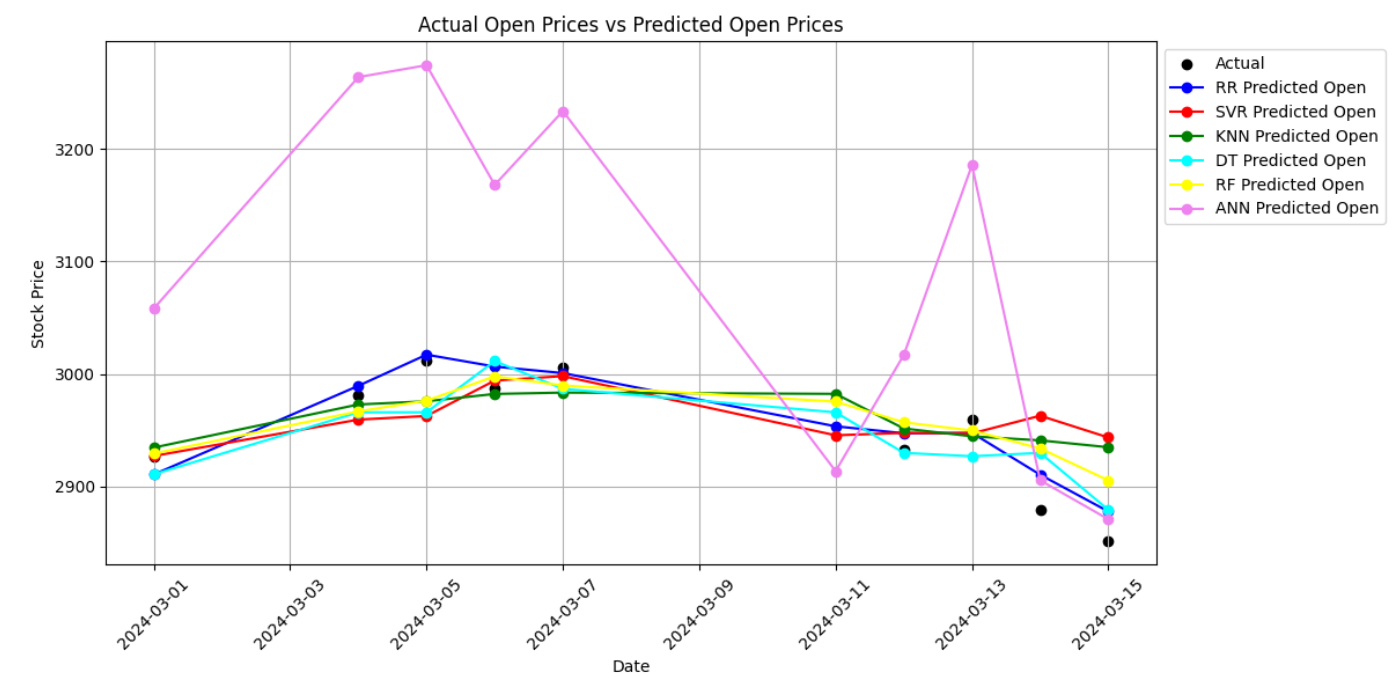 Actual Open Prices vs Predicted Open Prices
Actual
RR Predicted Open
SVR Predicted Open
KNN Predicted Open
DT Predicted Open
RF Predicted Open
ANN Predicted Open
Stock Price
3200
3100
3000
2900
2024-03-01
2024-03-03
2024-03-05
2024-03-07
2024-03-09
2024-03-11
2024-03-13
2024-03-15
Date